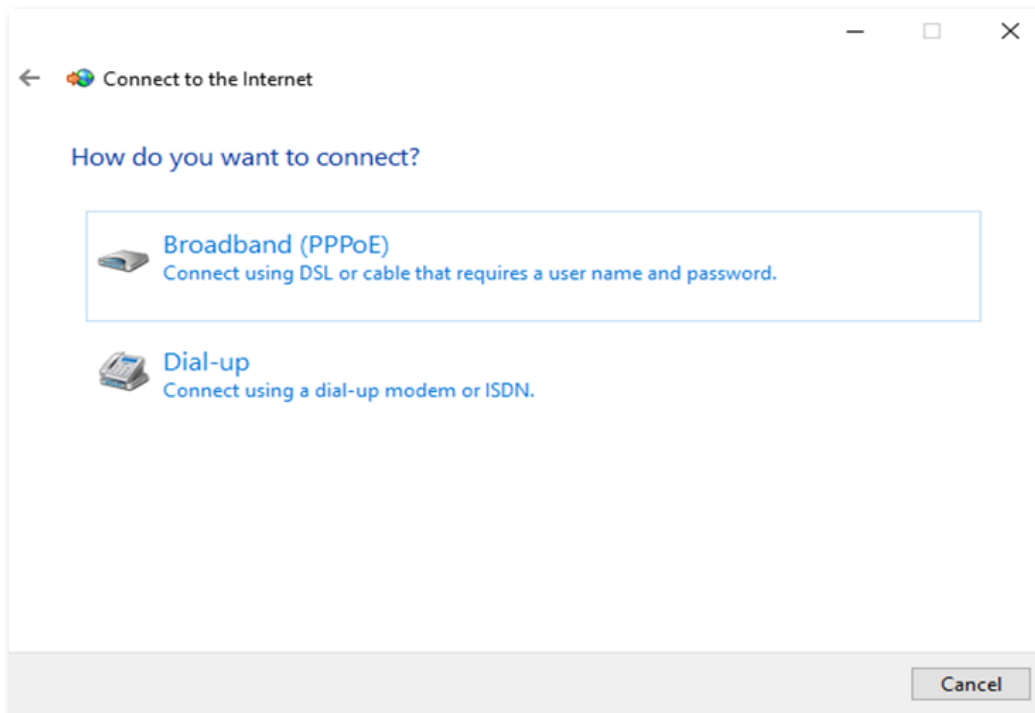 Connect to the Internet
How do you want to connect?
Broadband (PPPoE)
Connect using DSL or cable that requires a user name and password.
Dial-up
Connect using a dial-up modem or ISDN.
Cancel